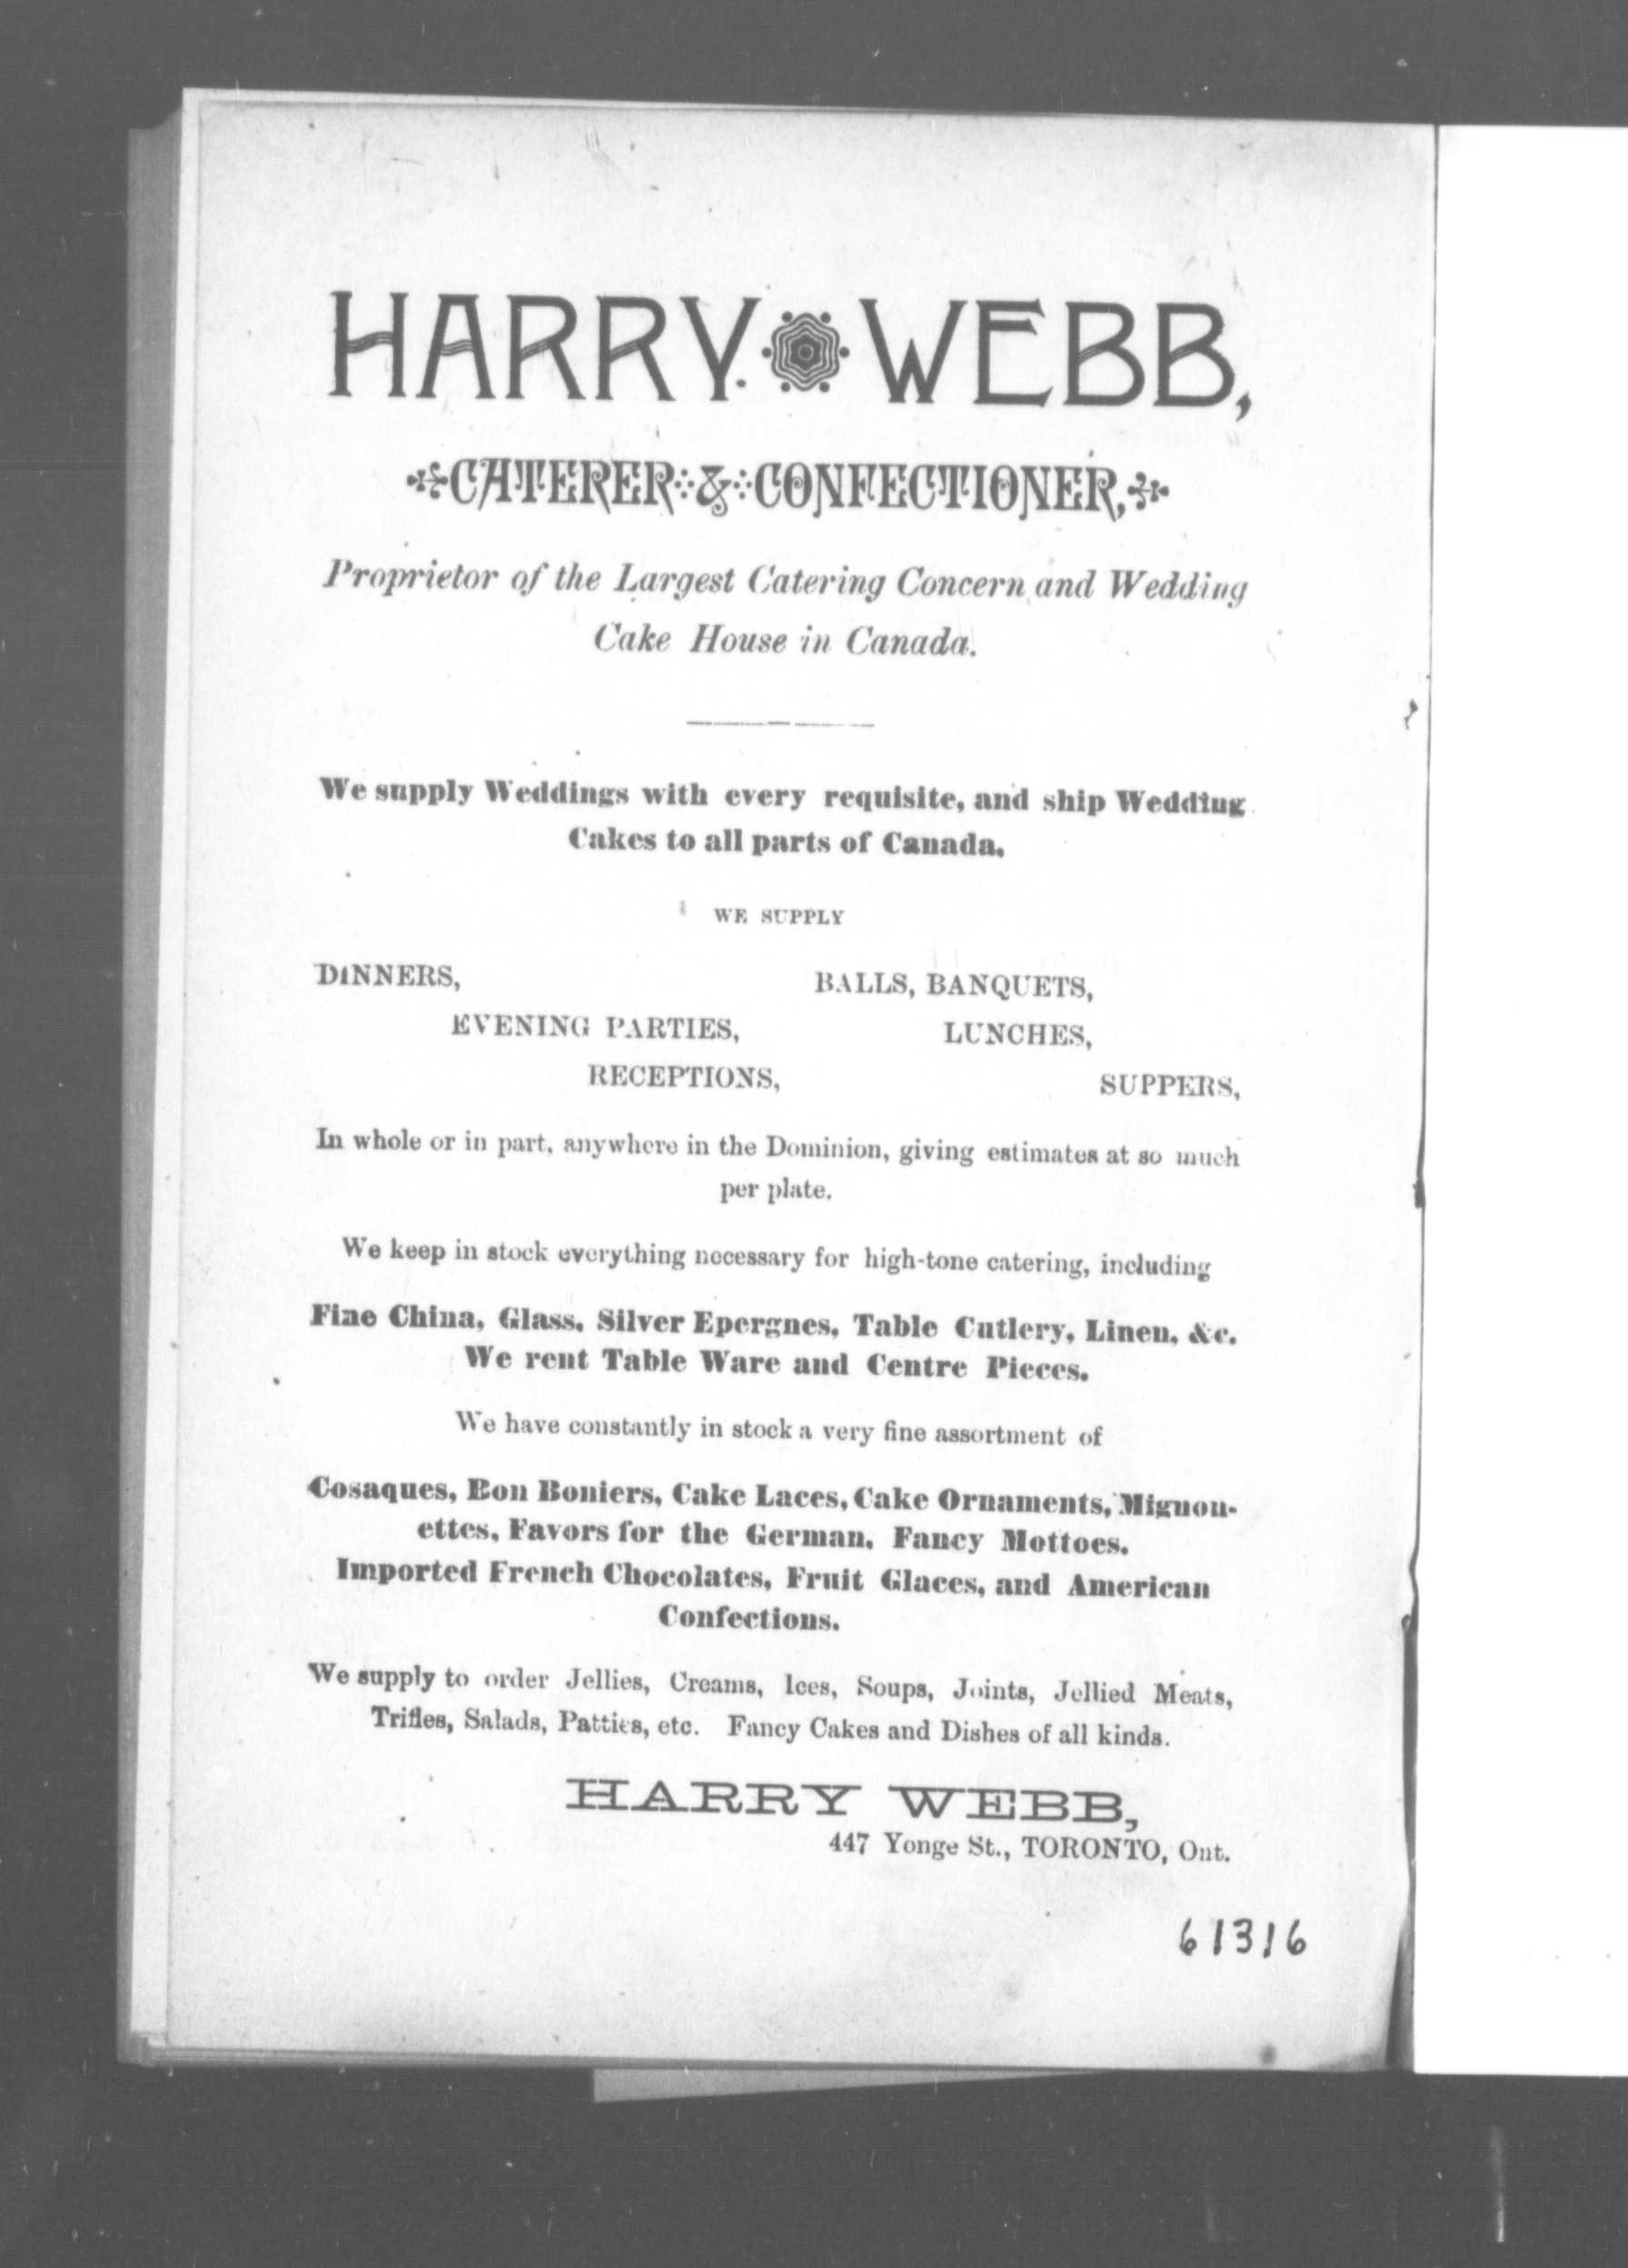 HARRY WEBB,
CATERER & CONFECTIONER,
Proprietor of the Largest Catering Concern and Wedding
Cake House in Canada.
We supply Weddings with every requisite, and ship Wedding
Cakes to all parts of Canada.
WE SUPPLY
DINNERS, BALLS, BANQUETS,
EVENING PARTIES, LUNCHES,
RECEPTIONS, SUPPERS,
In whole or in part, anywhere in the Dominion, giving estimates at so much
per plate.
We keep in stock everything necessary for high-tone catering, including
Fine China, Glass, Silver Epergnes, Table Cutlery, Linen, &c.
We rent Table Ware and Centre Pieces.
We have constantly in stock a very fine assortment of
Cosaques, Bon Boniers, Cake Laces, Cake Ornaments, Mignon-
ettes, Favors for the German, Fancy Mottoes.
Imported French Chocolates, Fruit Glaces, and American
Confections.
We supply to order Jellies, Creams, Ices, Soups, Joints, Jellied Meats,
Trifles, Salads, Patties, etc. Fancy Cakes and Dishes of all kinds.
HARRY WEBB,
447 Yonge St., TORONTO, Ont.
61316